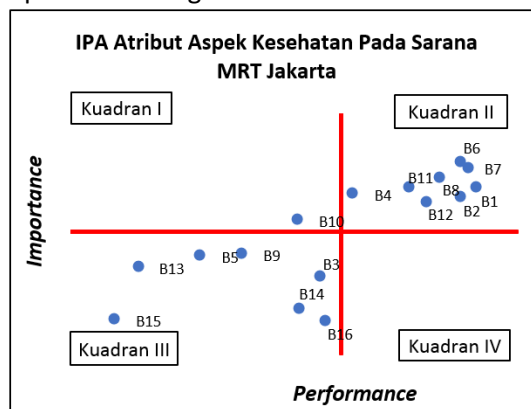 IPA Atribut Aspek Kesehatan Pada Sarana
MRT Jakarta
Kuadran I
Kuadran II
B6
B7
B11
B8
B1
B4
B2
B12
B10
B5
B9
B3
B13
B14
B15
B16
Kuadran III
Kuadran IV
Importance
Performance